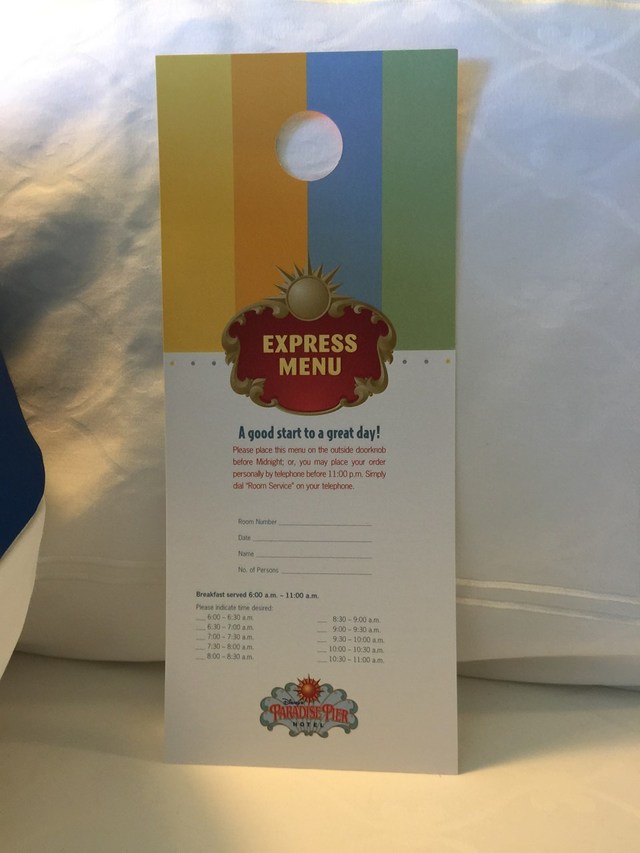 EXPRESS
MENU
A good start to a great day!
Please place this menu on the outside doorknob
before Midnight; or, you may place your order
personally by telephone before 11:00 p.m. Simply
dial "Room Service" on your telephone.
Room Number
Date
Name
No. of Persons
Breakfast served 6:00 a.m. – 11:00 a.m.
Please indicate time desired:
6:00 – 6:30 a.m.
6:30 – 7:00 a.m.
7:00 – 7:30 a.m.
7:30 – 8:00 a.m.
8:00 – 8:30 a.m.
8:30 – 9:00 a.m.
9:00 – 9:30 a.m.
9:30 – 10:00 a.m.
10:00 – 10:30 a.m.
10:30 – 11:00 a.m.
Disney's
PARADISE PIER
HOTEL